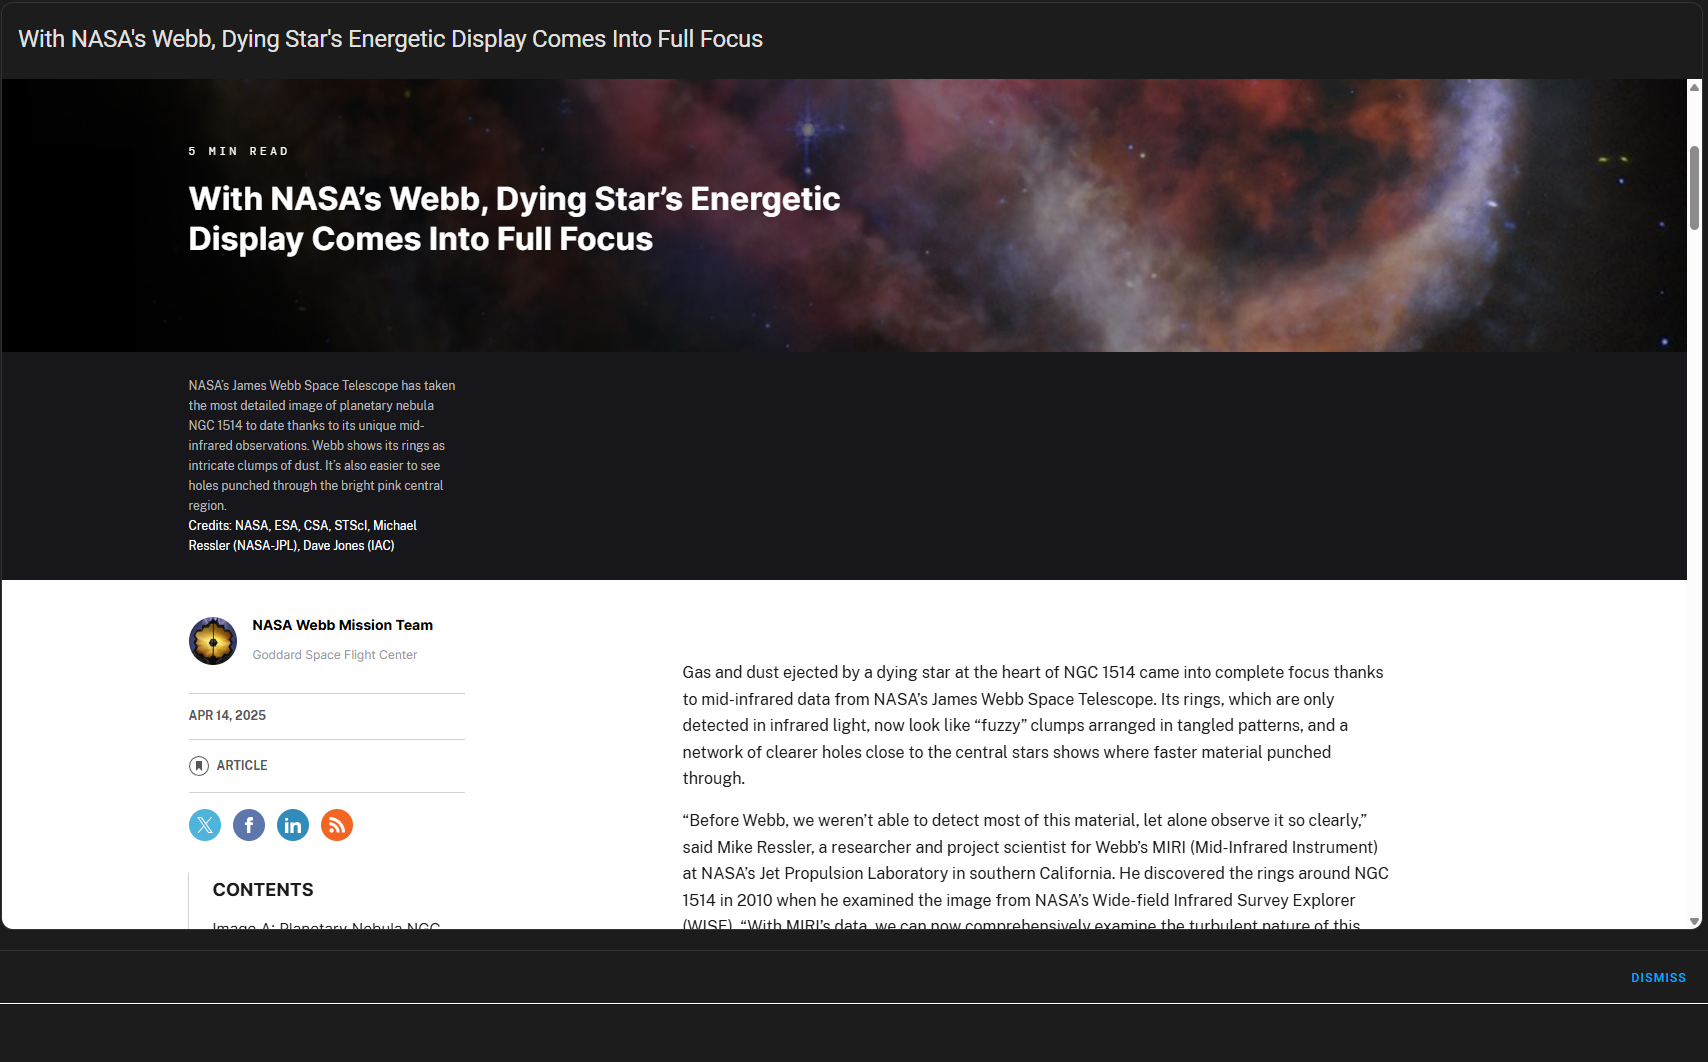 With NASA's Webb, Dying Star's Energetic Display Comes Into Full Focus
5 MIN READ
With NASA’s Webb, Dying Star’s Energetic
Display Comes Into Full Focus
NASA’s James Webb Space Telescope has taken
the most detailed image of planetary nebula
NGC 1514 to date thanks to its unique mid-
infrared observations. Webb shows its rings as
intricate clumps of dust. It’s also easier to see
holes punched through the bright pink central
region.
Credits: NASA, ESA, CSA, STScI, Michael
Ressler (NASA-JPL), Dave Jones (IAC)
NASA Webb Mission Team
Goddard Space Flight Center
APR 14, 2025
ARTICLE
CONTENTS
Image A: Planetary Nebula NGC
Gas and dust ejected by a dying star at the heart of NGC 1514 came into complete focus thanks
to mid-infrared data from NASA’s James Webb Space Telescope. Its rings, which are only
detected in infrared light, now look like “fuzzy” clumps arranged in tangled patterns, and a
network of clearer holes close to the central stars shows where faster material punched
through.
“Before Webb, we weren’t able to detect most of this material, let alone observe it so clearly,”
said Mike Ressler, a researcher and project scientist for Webb’s MIRI (Mid-Infrared Instrument)
at NASA’s Jet Propulsion Laboratory in southern California. He discovered the rings around NGC
1514 in 2010 when he examined the image from NASA’s Wide-field Infrared Survey Explorer
(WISE). “With MIRI’s data, we can now comprehensively examine the turbulent nature of this
DISMISS